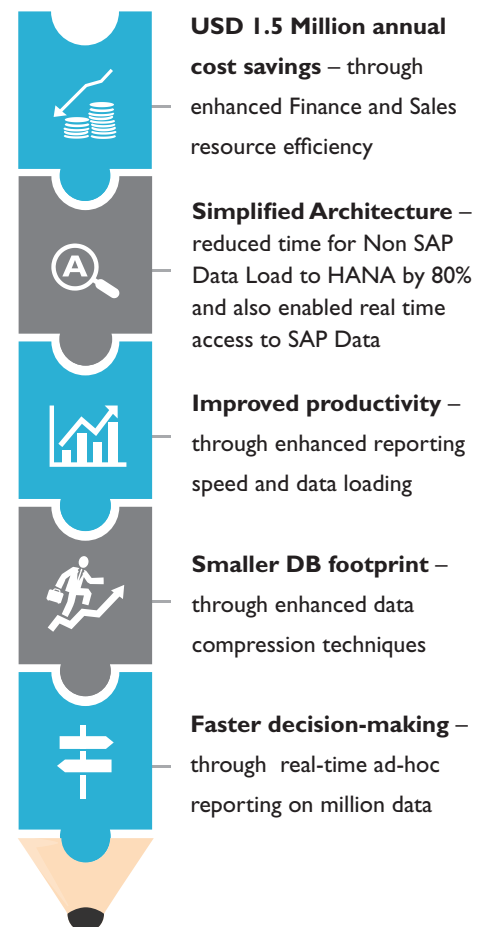 USD 1.5 Million annual
cost savings – through
enhanced Finance and Sales
resource efficiency
A
Simplified Architecture –
reduced time for Non SAP
Data Load to HANA by 80%
and also enabled real time
access to SAP Data
Improved productivity –
through enhanced reporting
speed and data loading
Smaller DB footprint –
through enhanced data
compression techniques
Faster decision-making –
through real-time ad-hoc
reporting on million data